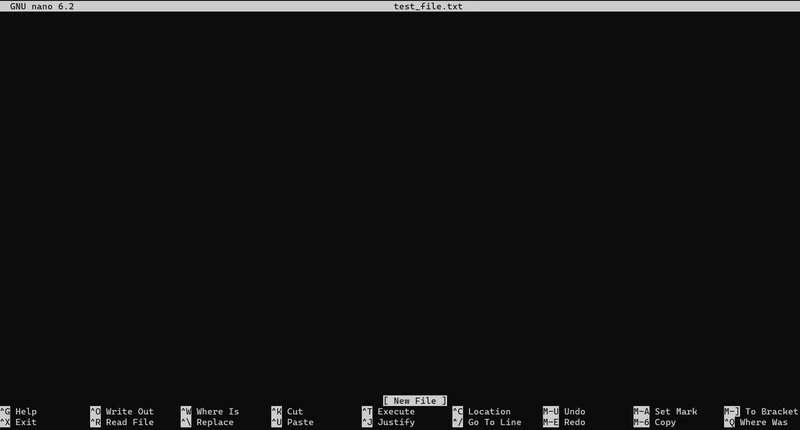 GNU nano 6.2 test_file.txt
[ New File ]
^G Help ^O Write Out ^W Where Is ^K Cut ^T Execute ^C Location M-U Undo M-A Set Mark M-] To Bracket
^X Exit ^R Read File ^\ Replace ^U Paste ^J Justify ^/ Go To Line M-E Redo M-6 Copy ^Q Where Was